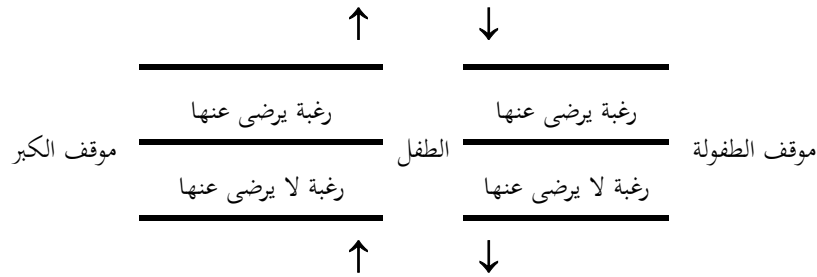 رغبة يرضى عنها
رغبة يرضى عنها
موقف الطفولة
الطفل
موقف الكبر
رغبة لا يرضى عنها
رغبة لا يرضى عنها